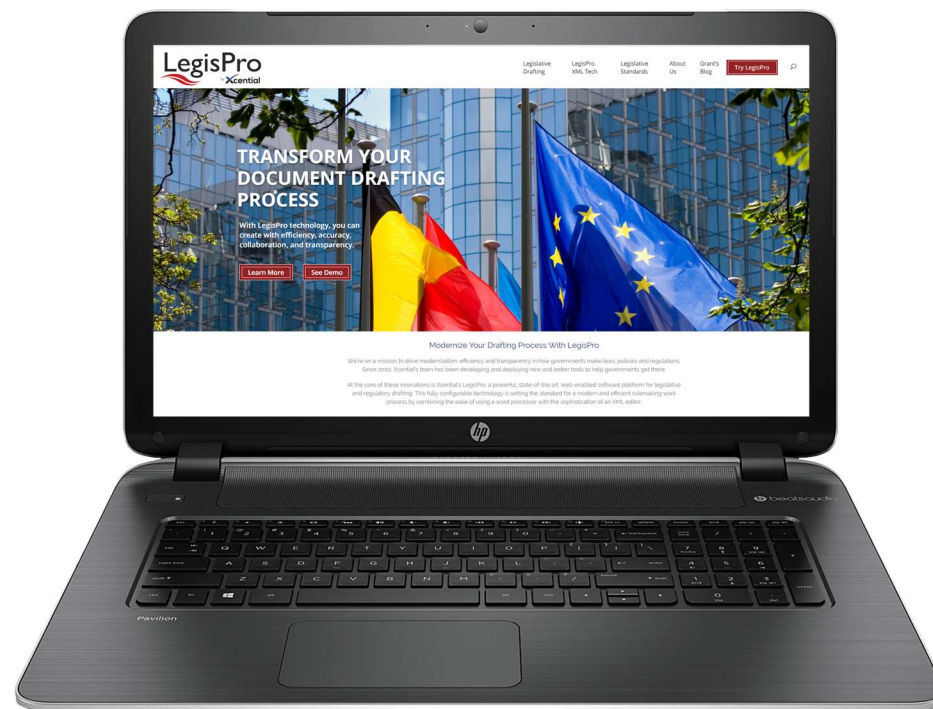 LegisPro
by Xcential
Legislative
Drafting
LegisPro
XML Tech
Legislative
Standards
About
Us
Grant's
Blog
Try LegisPro
TRANSFORM YOUR
DOCUMENT DRAFTING
PROCESS
With LegisPro technology, you can
create with efficiency, accuracy,
collaboration, and transparency.
Learn More
See Demo
Modernize Your Drafting Process With LegisPro
We're on a mission to drive modernization, efficiency and transparency in how governments make laws, policies and regulations.
Since 2002, Xcential's team has been developing and deploying new and better tools to help governments get there.
At the core of these innovations is Xcential's LegisPro, a powerful, state-of-the-art, web-enabled software platform for legislative
and regulatory drafting. This fully configurable technology is setting the standard for a modern and efficient rulemaking work
process by combining the ease of using a word processor with the sophistication of an XML editor.
hp
beatsaudio
Q W E R T Y U I O P
A S D F G H J K L
Z X C V B N M
Pavilion